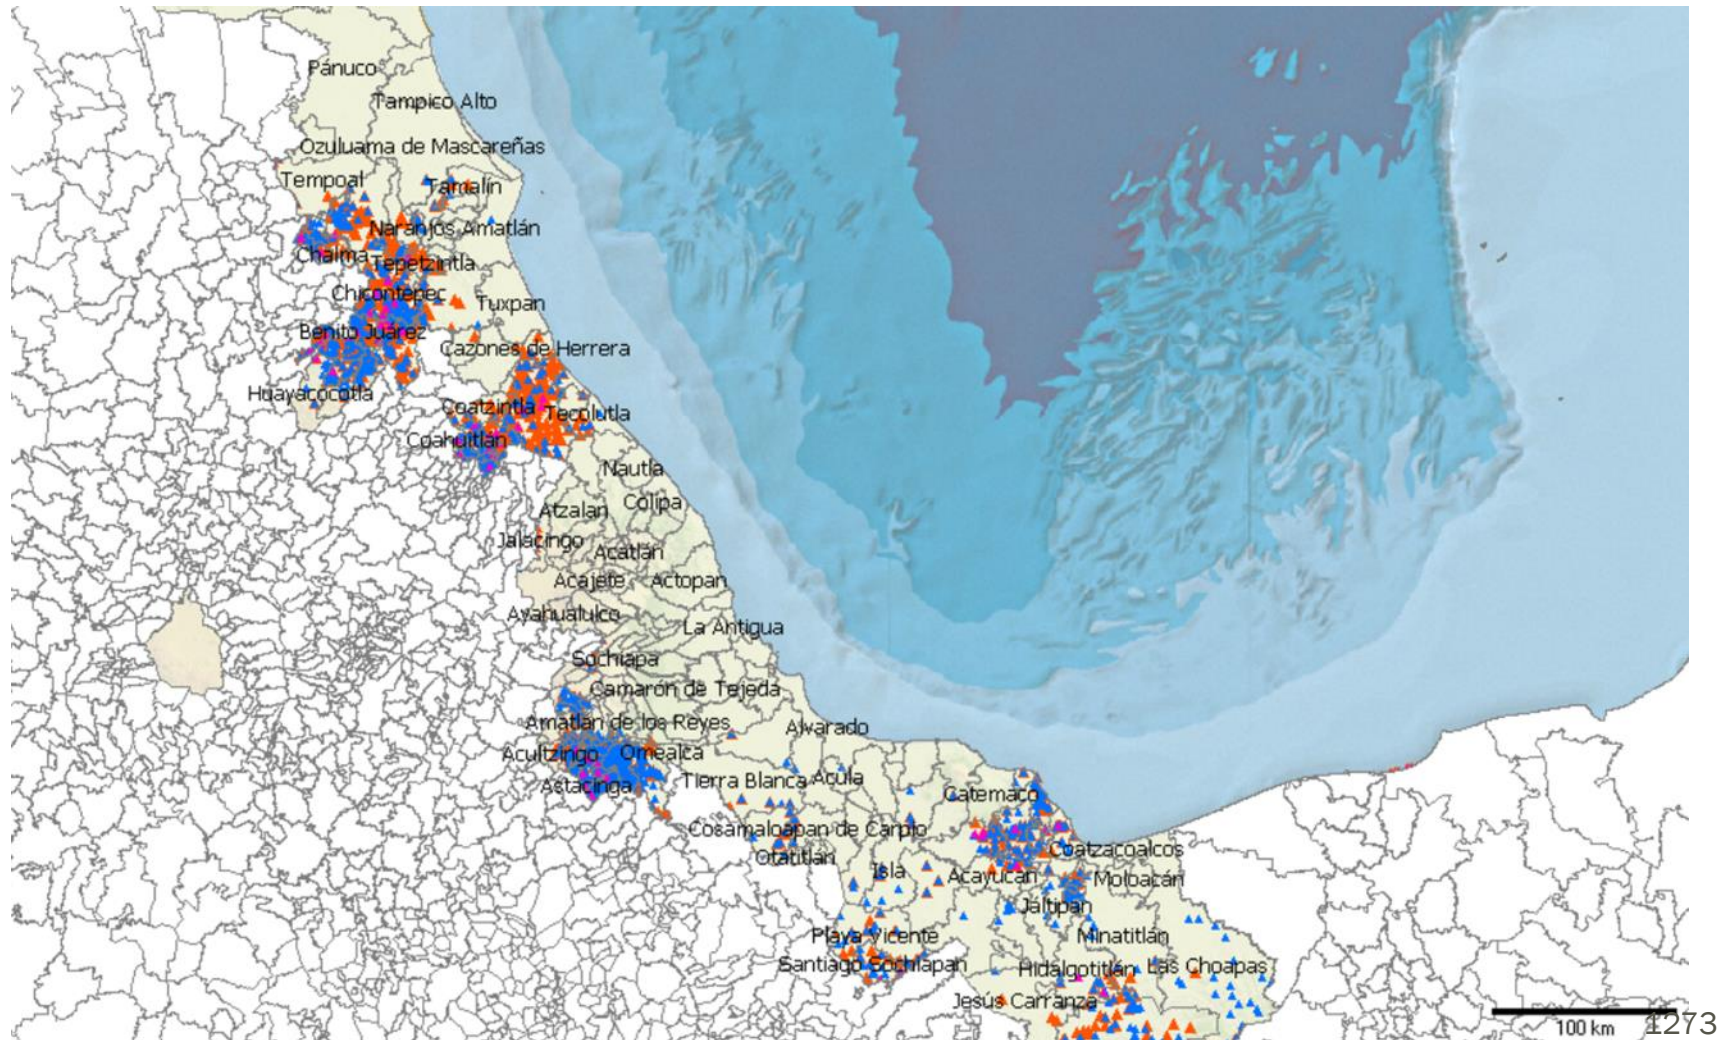 Pánuco
Tampico Alto
Ozuluama de Mascareñas
Tempoal
Tamalín
Naranjos Amatlán
Chalma
Tepetzintla
Chicontepec
Tuxpan
Benito Juárez
Cazones de Herrera
Huayacocotla
Coatzintla
Tecolutla
Coahuitlán
Nautla
Colipa
Atzalan
Jalacingo
Acatlán
Acajete
Actopan
Ayahualulco
La Antigua
Sochiapa
Camarón de Tejeda
Amatlán de los Reyes
Alvarado
Acultzingo
Omealca
Astacinga
Tierra Blanca
Acula
Catemaco
Cosamaloapan de Carpio
Otatitlán
Coatzacoalcos
Isla
Acayucan
Moloacán
Jáltipan
Playa Vicente
Minatitlán
Santiago Sochiapan
Hidalgotitlán
Las Choapas
Jesús Carranza
100 km
1273